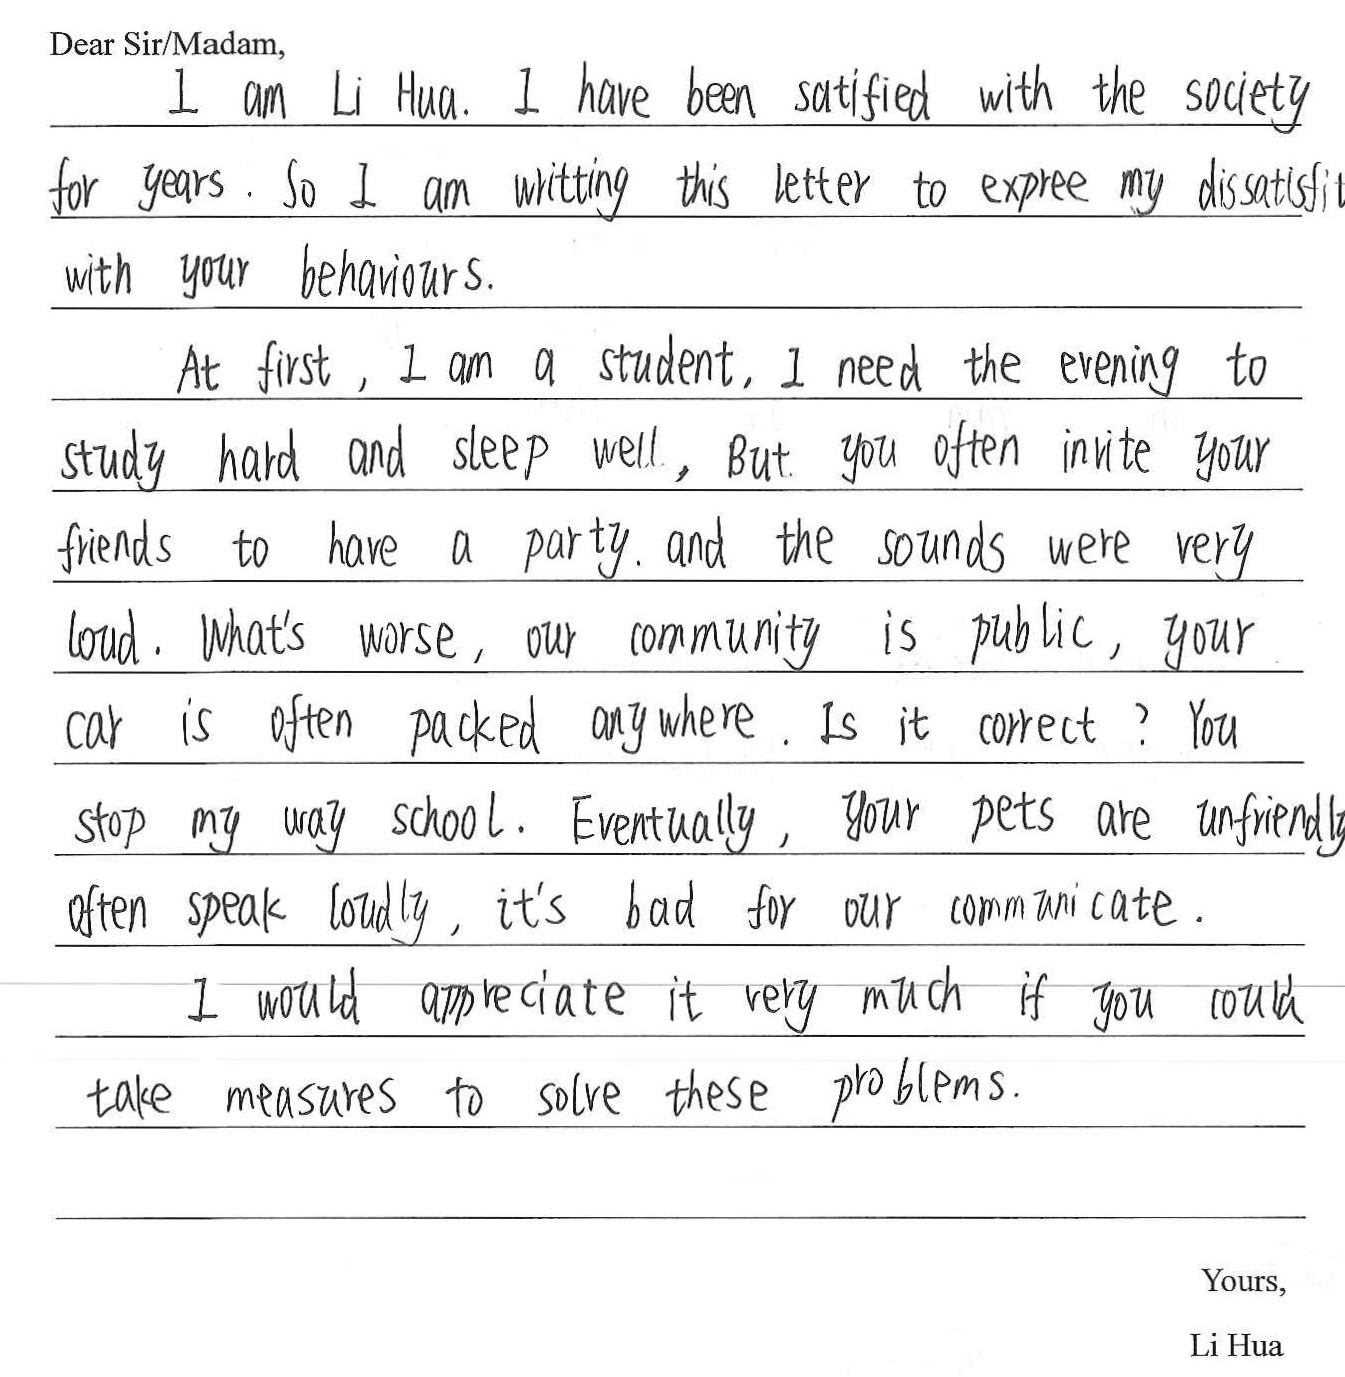 Dear Sir/Madam,
I am Li Hua. I have been satified with the society
for years. So I am writting this letter to expree my dissatisfit
with your behaviours.
At first, I am a student, I need the evening to
study hard and sleep well, But you often invite your
friends to have a party. and the sounds were very
loud. What's worse, our community is public, your
car is often packed anywhere. Is it correct? You
stop my way school. Eventually, your pets are unfriendly
often speak loudly, it's bad for our communicate.
I would appreciate it very much if you could
take measures to solve these problems.
Yours,
Li Hua